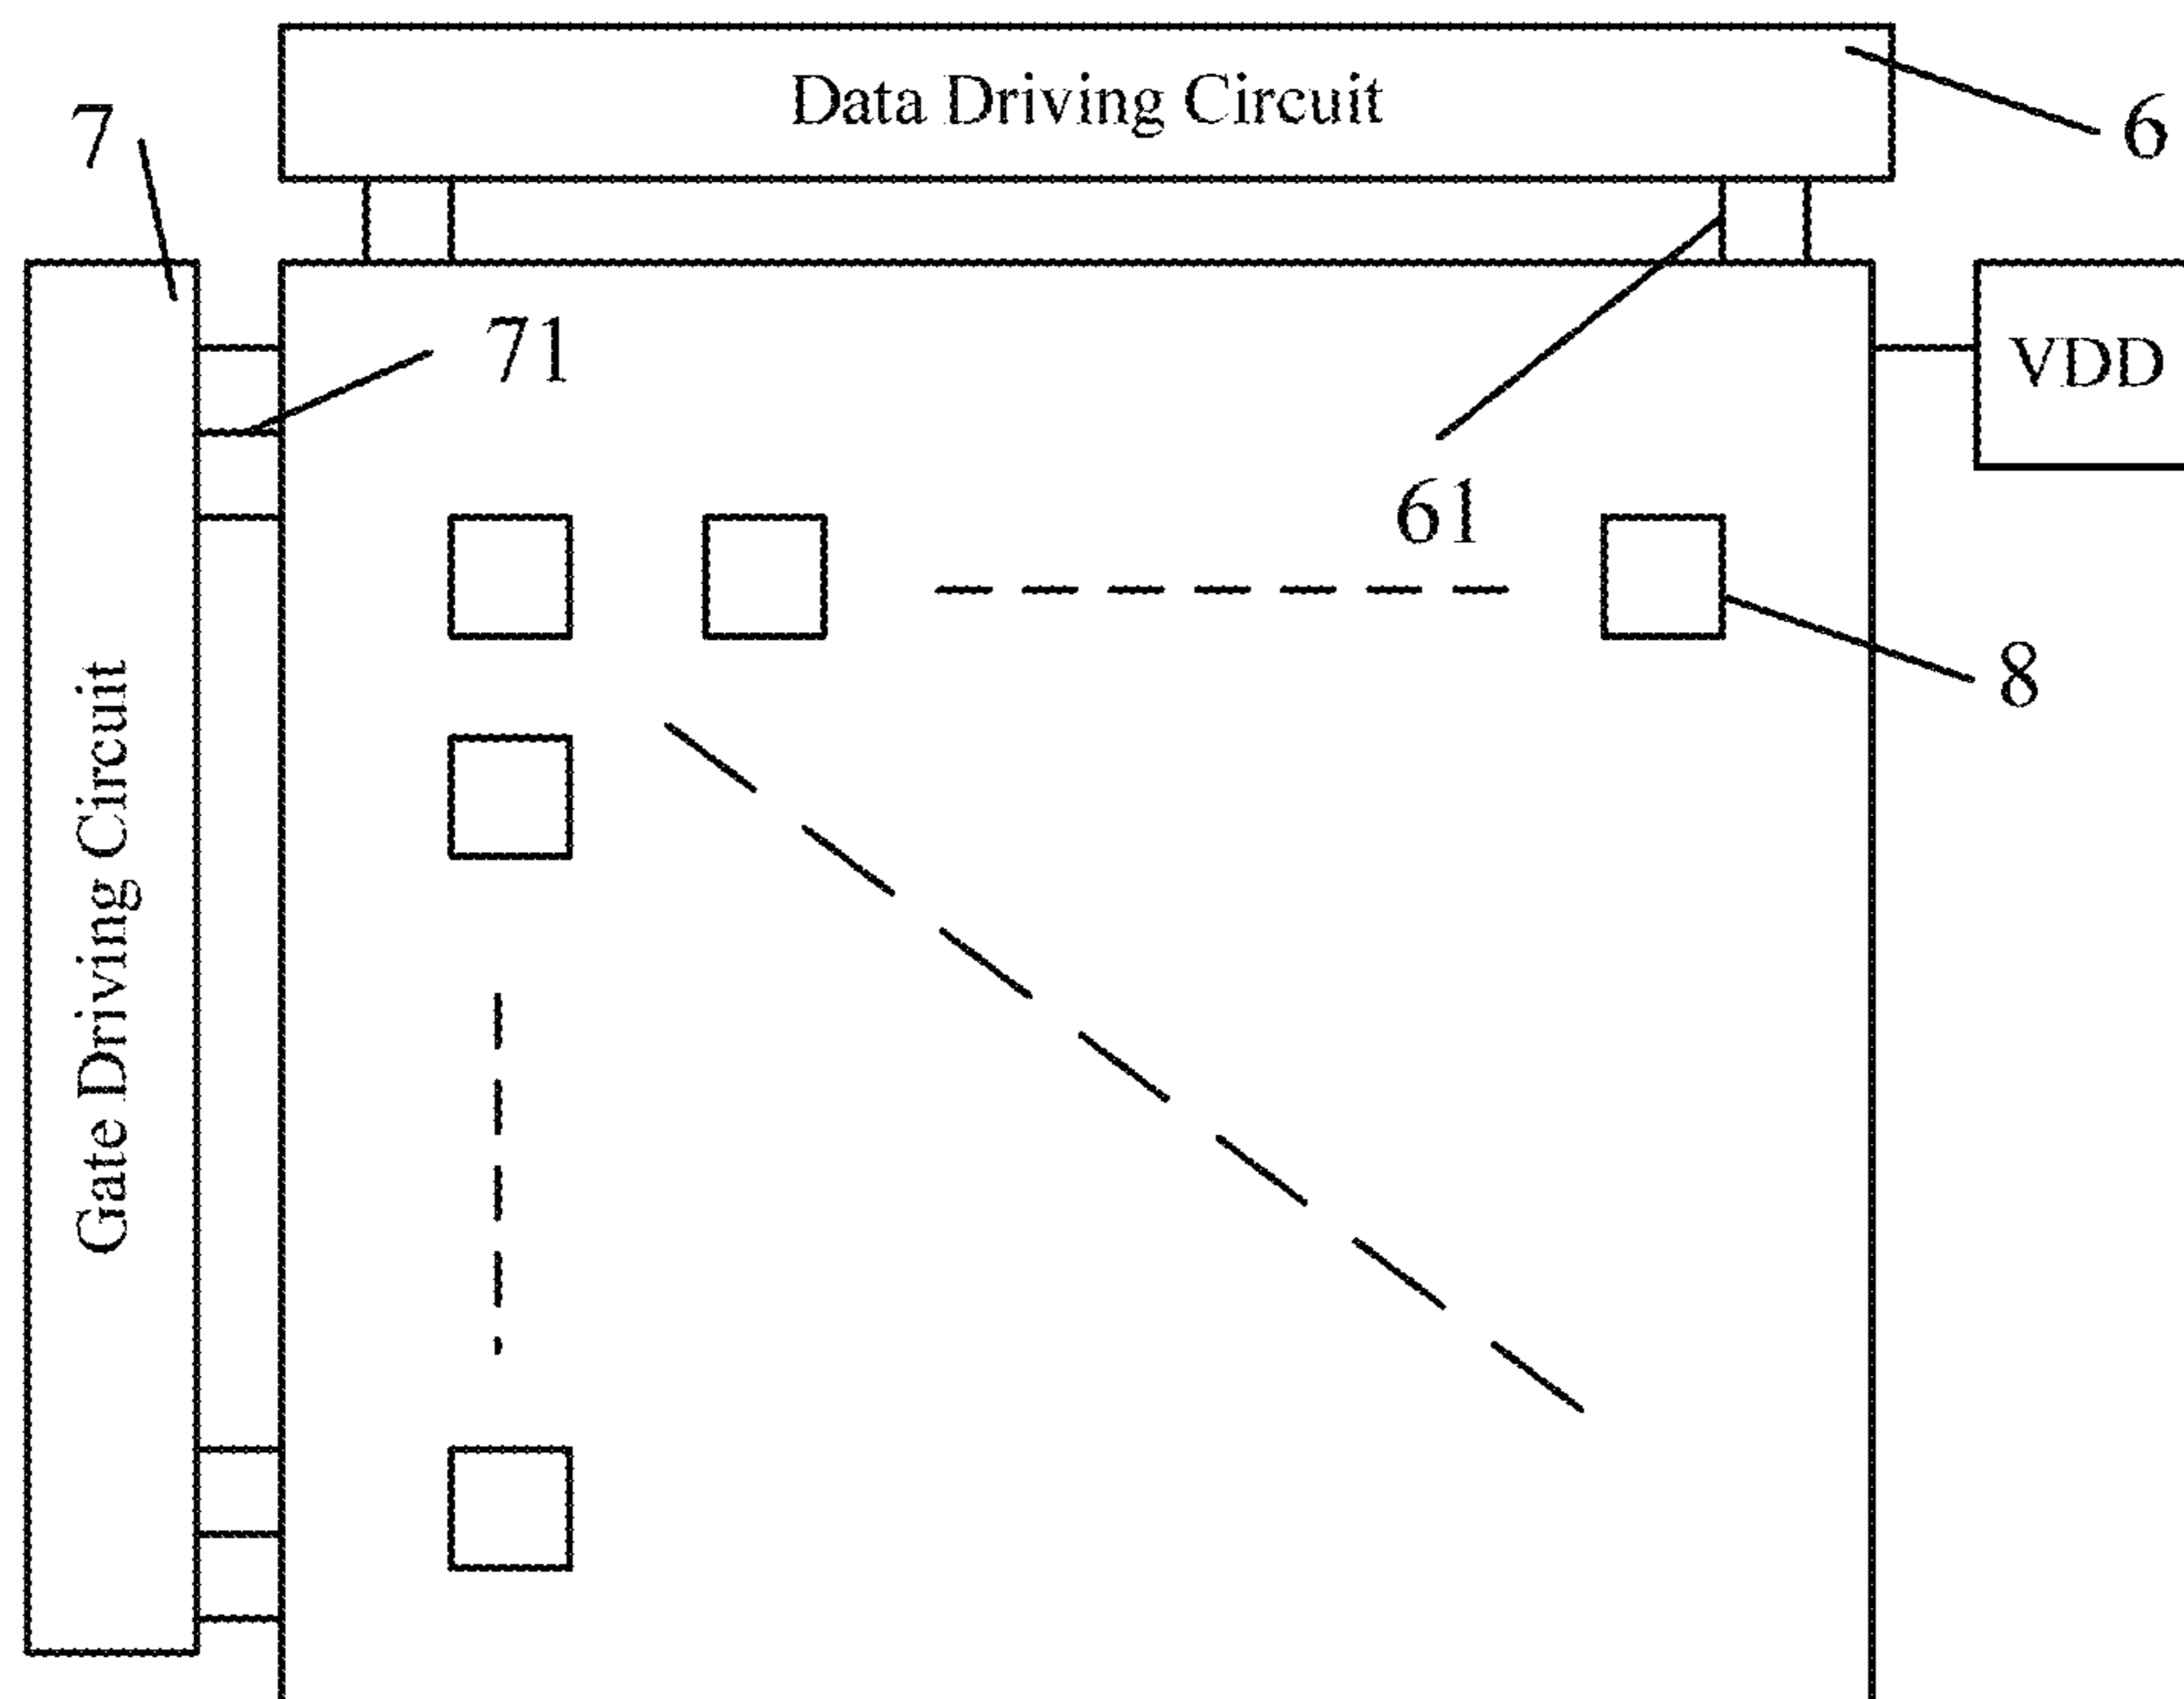 Data Driving Circuit
6
7
71
VDD
61
8
Gate Driving Circuit